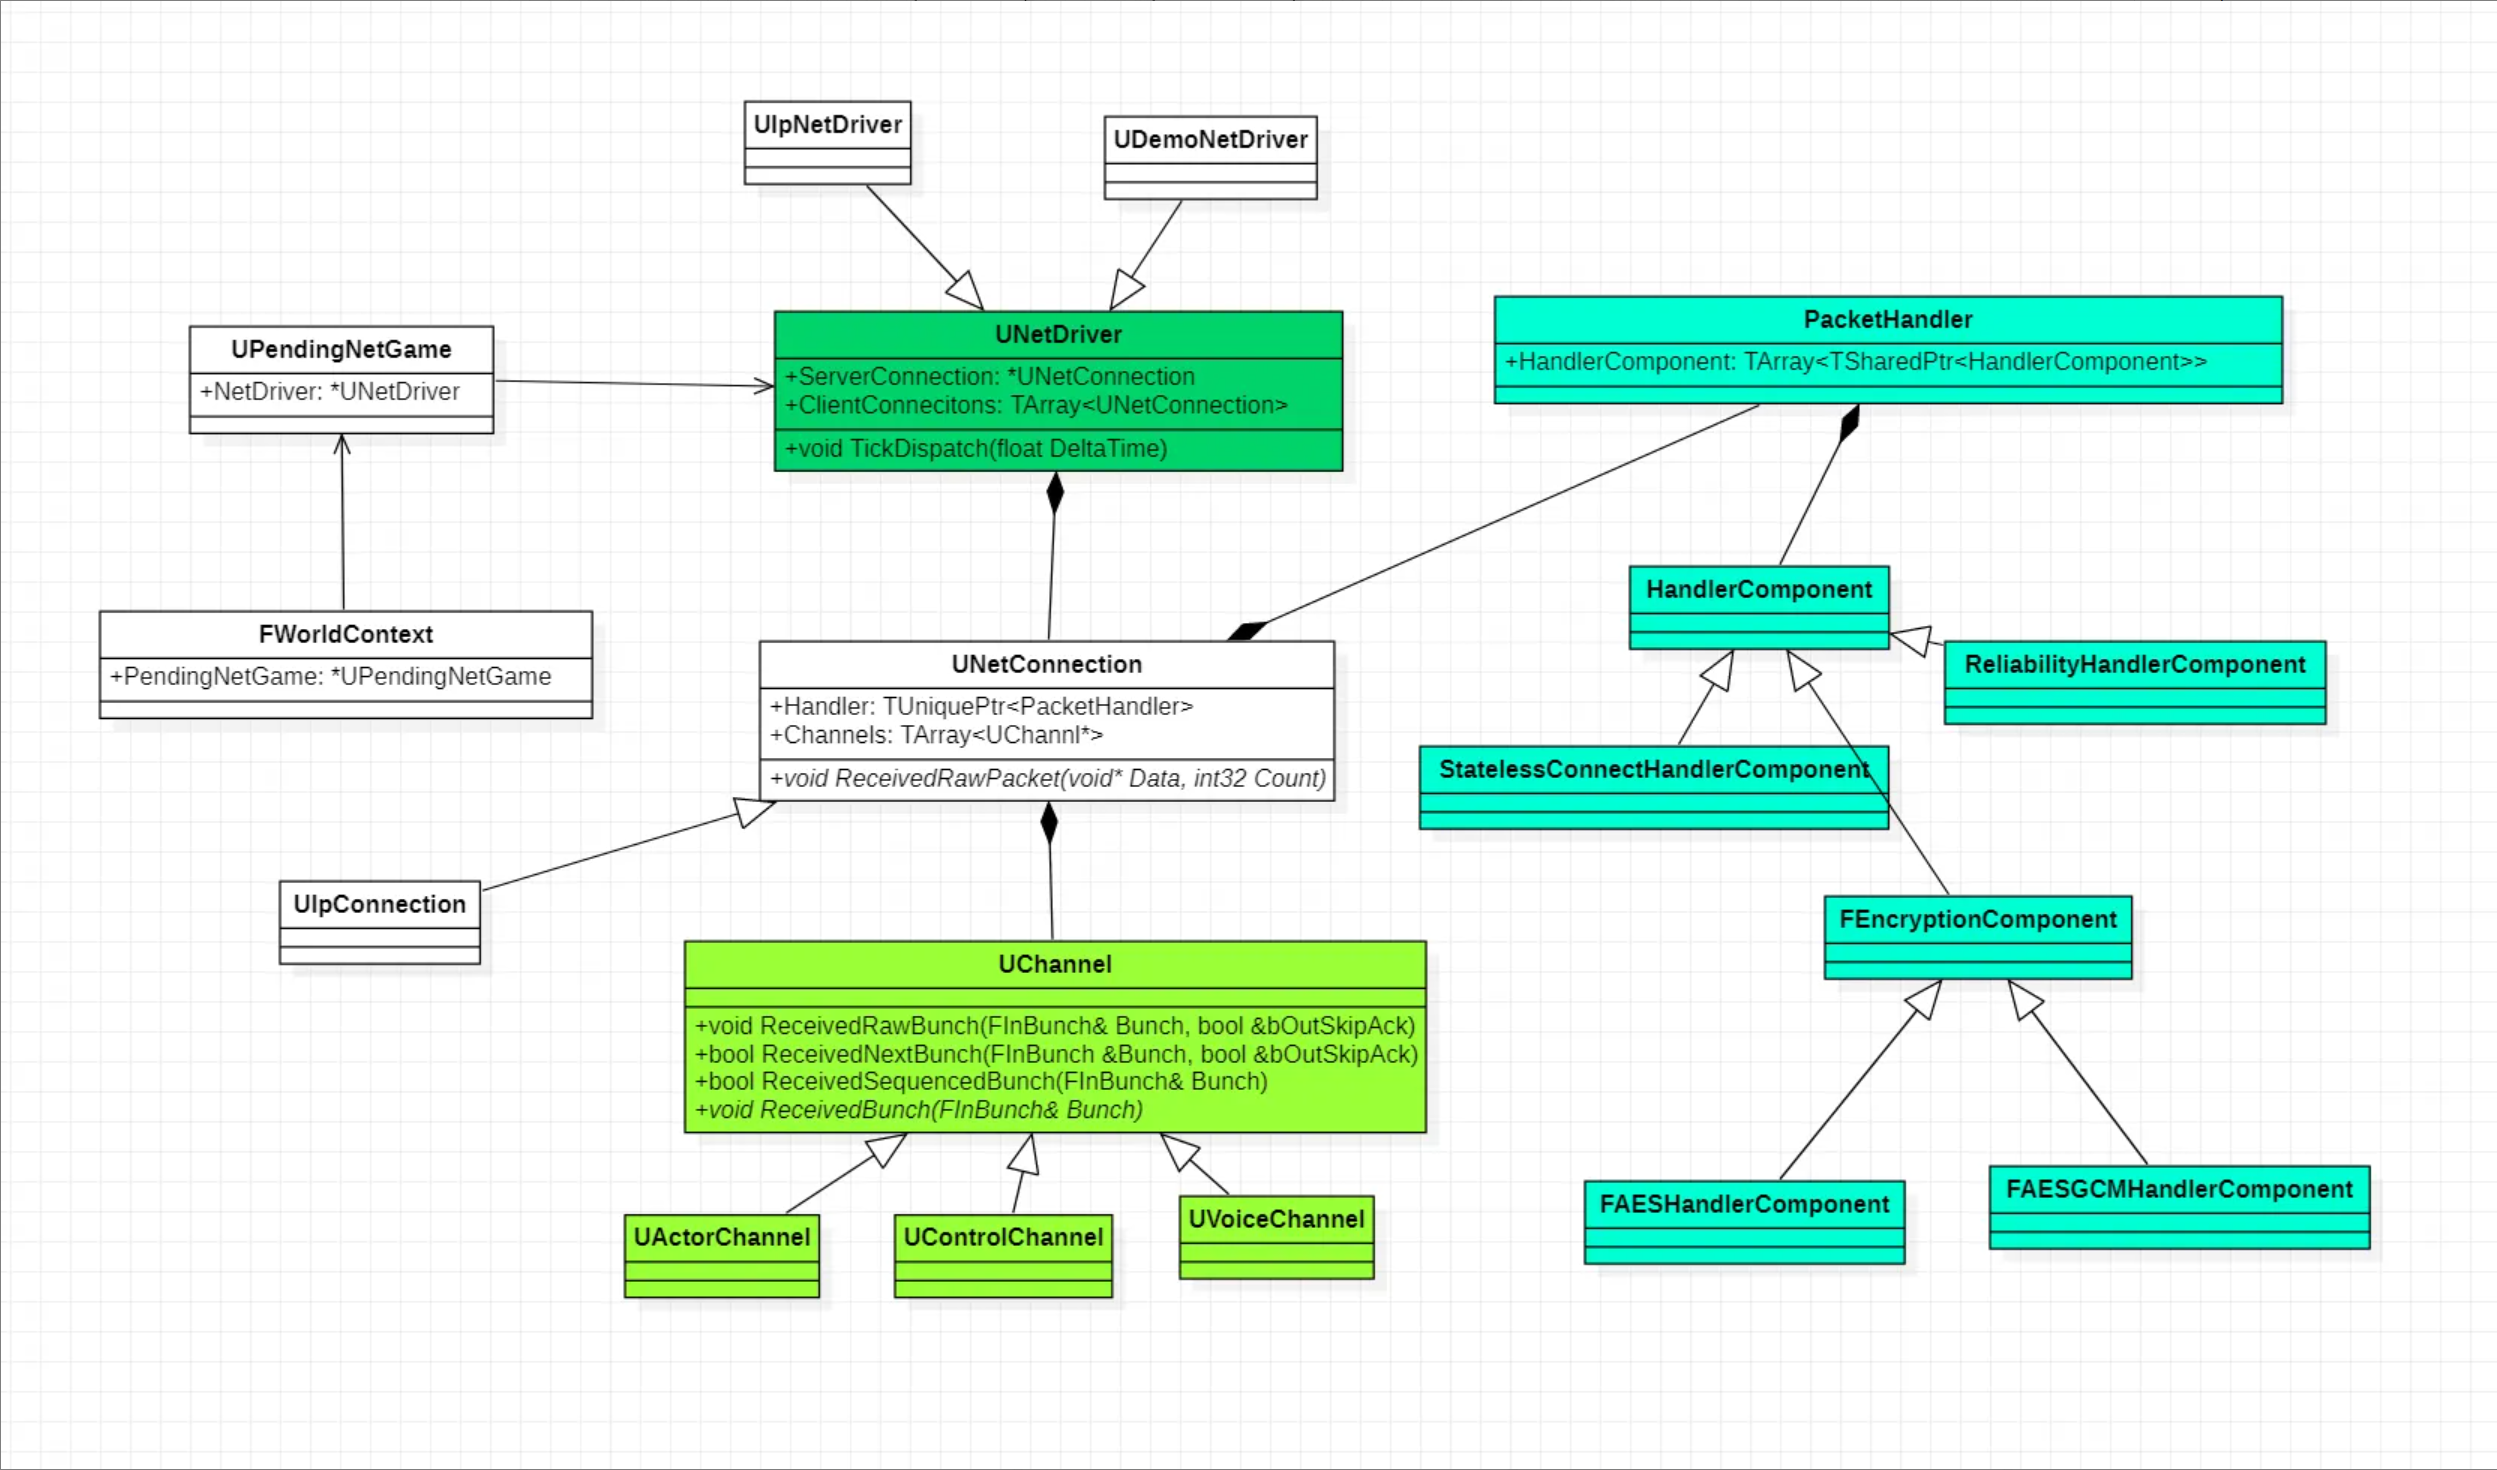 UIpNetDriver
UDemoNetDriver
UNetDriver
+ServerConnection: *UNetConnection
+ClientConnecitons: TArray<UNetConnection>
+void TickDispatch(float DeltaTime)
PacketHandler
+HandlerComponent: TArray<TSharedPtr<HandlerComponent>>
UPendingNetGame
+NetDriver: *UNetDriver
FWorldContext
+PendingNetGame: *UPendingNetGame
UNetConnection
+Handler: TUniquePtr<PacketHandler>
+Channels: TArray<UChannl*>
+void ReceivedRawPacket(void* Data, int32 Count)
HandlerComponent
ReliabilityHandlerComponent
StatelessConnectHandlerComponent
UIpConnection
FEncryptionComponent
UChannel
+void ReceivedRawBunch(FInBunch& Bunch, bool &bOutSkipAck)
+bool ReceivedNextBunch(FInBunch &Bunch, bool &bOutSkipAck)
+bool ReceivedSequencedBunch(FInBunch& Bunch)
+void ReceivedBunch(FInBunch& Bunch)
UActorChannel
UControlChannel
UVoiceChannel
FAESHandlerComponent
FAESGCMHandlerComponent